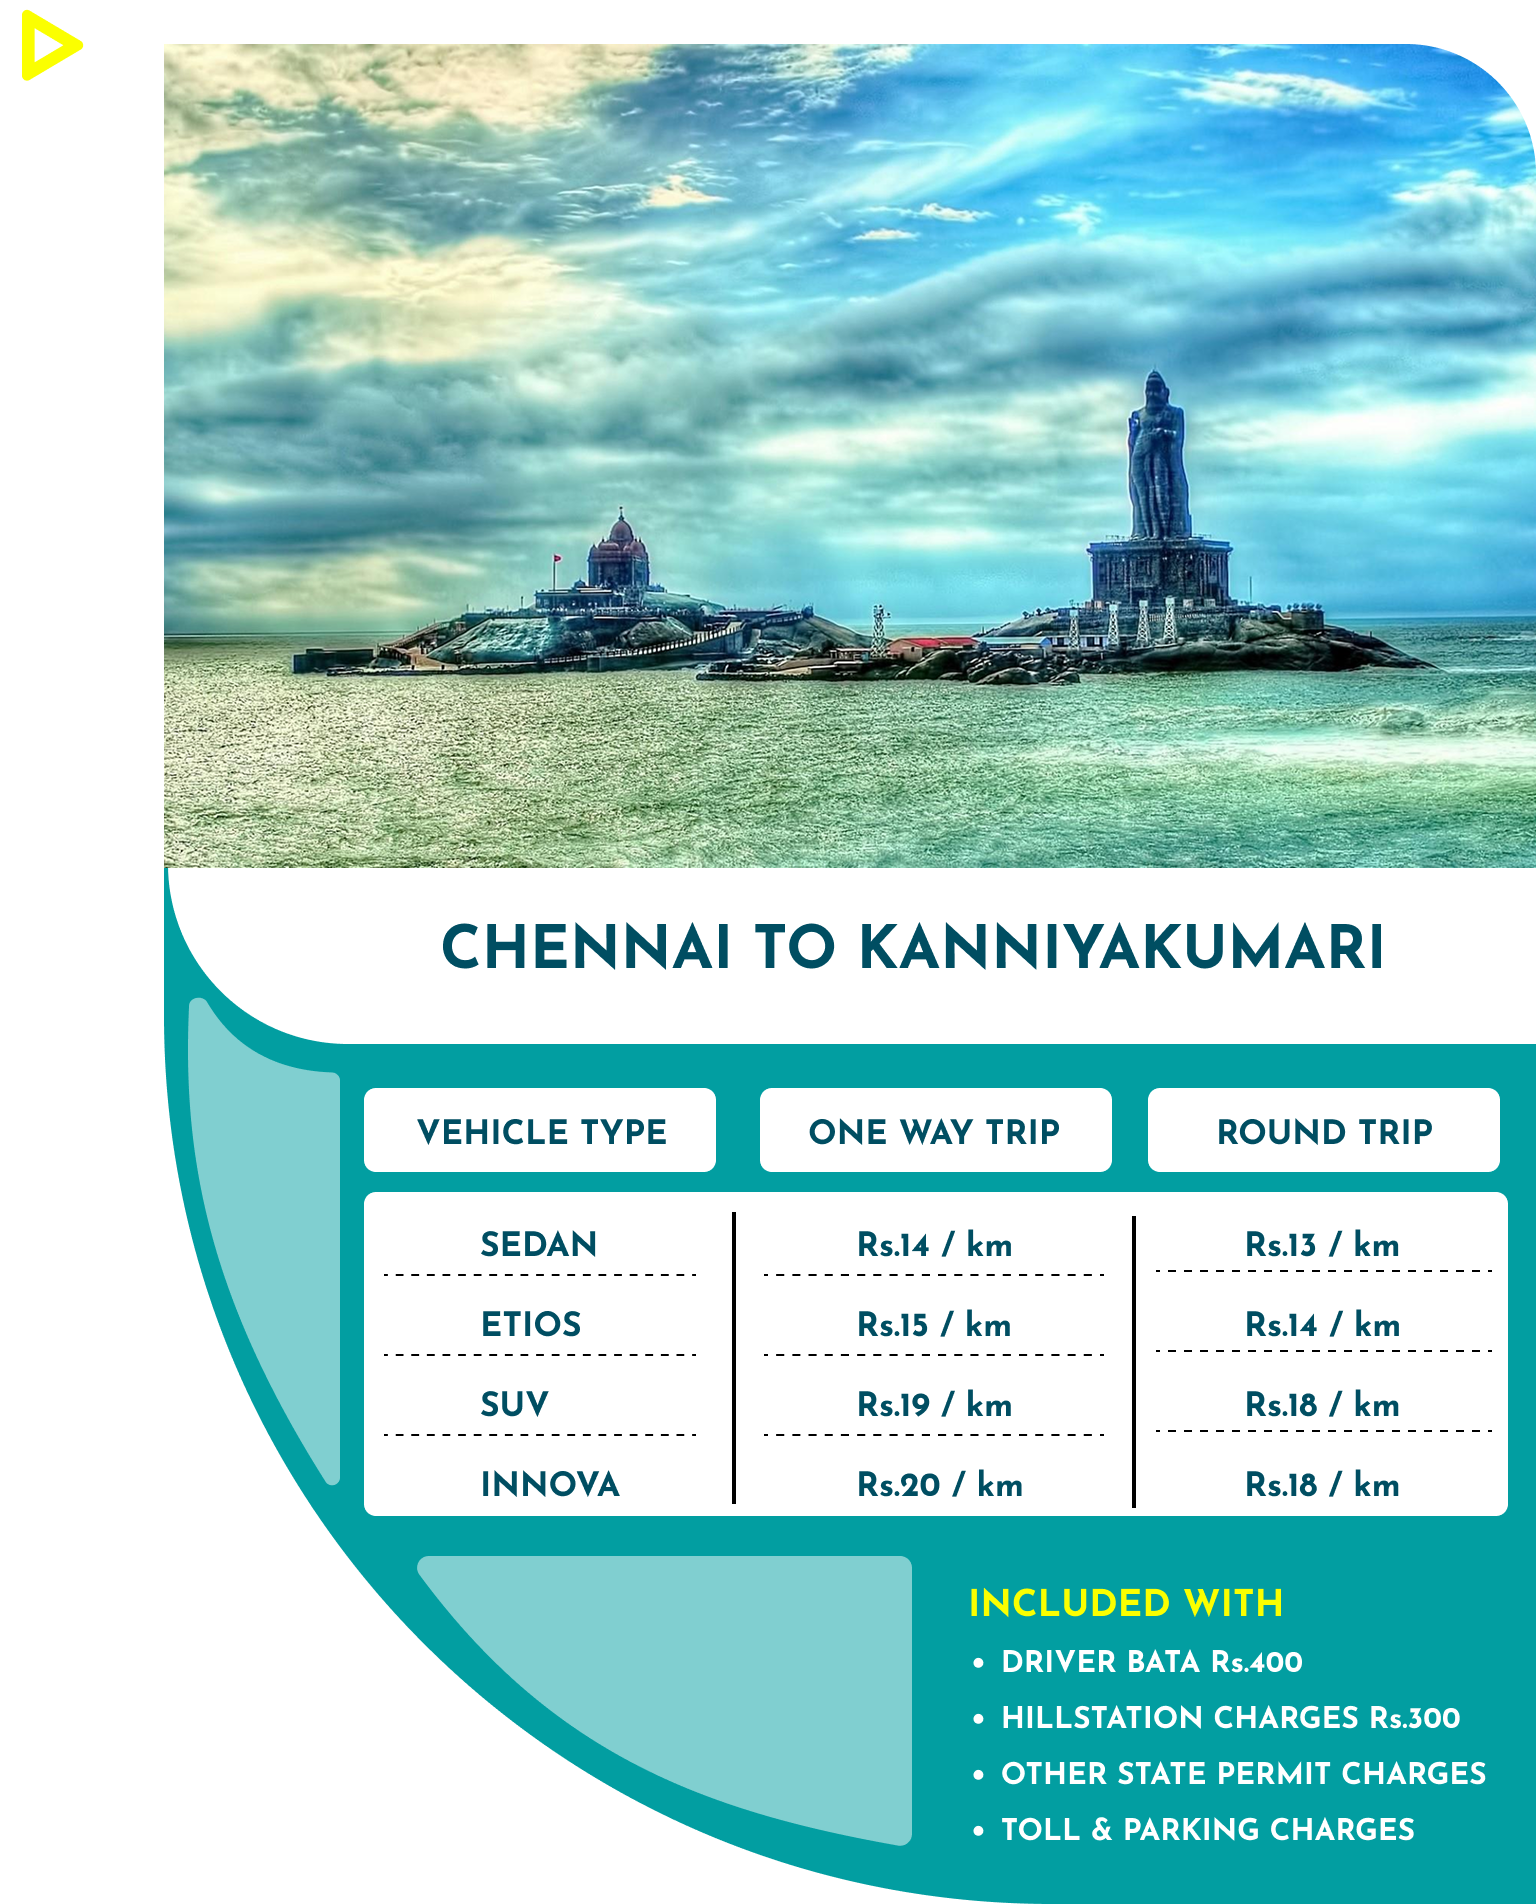 CHENNAI TO KANNIYAKUMARI
VEHICLE TYPE ONE WAY TRIP ROUND TRIP
SEDAN Rs.14 / km Rs.13 / km
ETIOS Rs.15 / km Rs.14 / km
SUV Rs.19 / km Rs.18 / km
INNOVA Rs.20 / km Rs.18 / km
INCLUDED WITH
• DRIVER BATA Rs.400
• HILLSTATION CHARGES Rs.300
• OTHER STATE PERMIT CHARGES
• TOLL & PARKING CHARGES